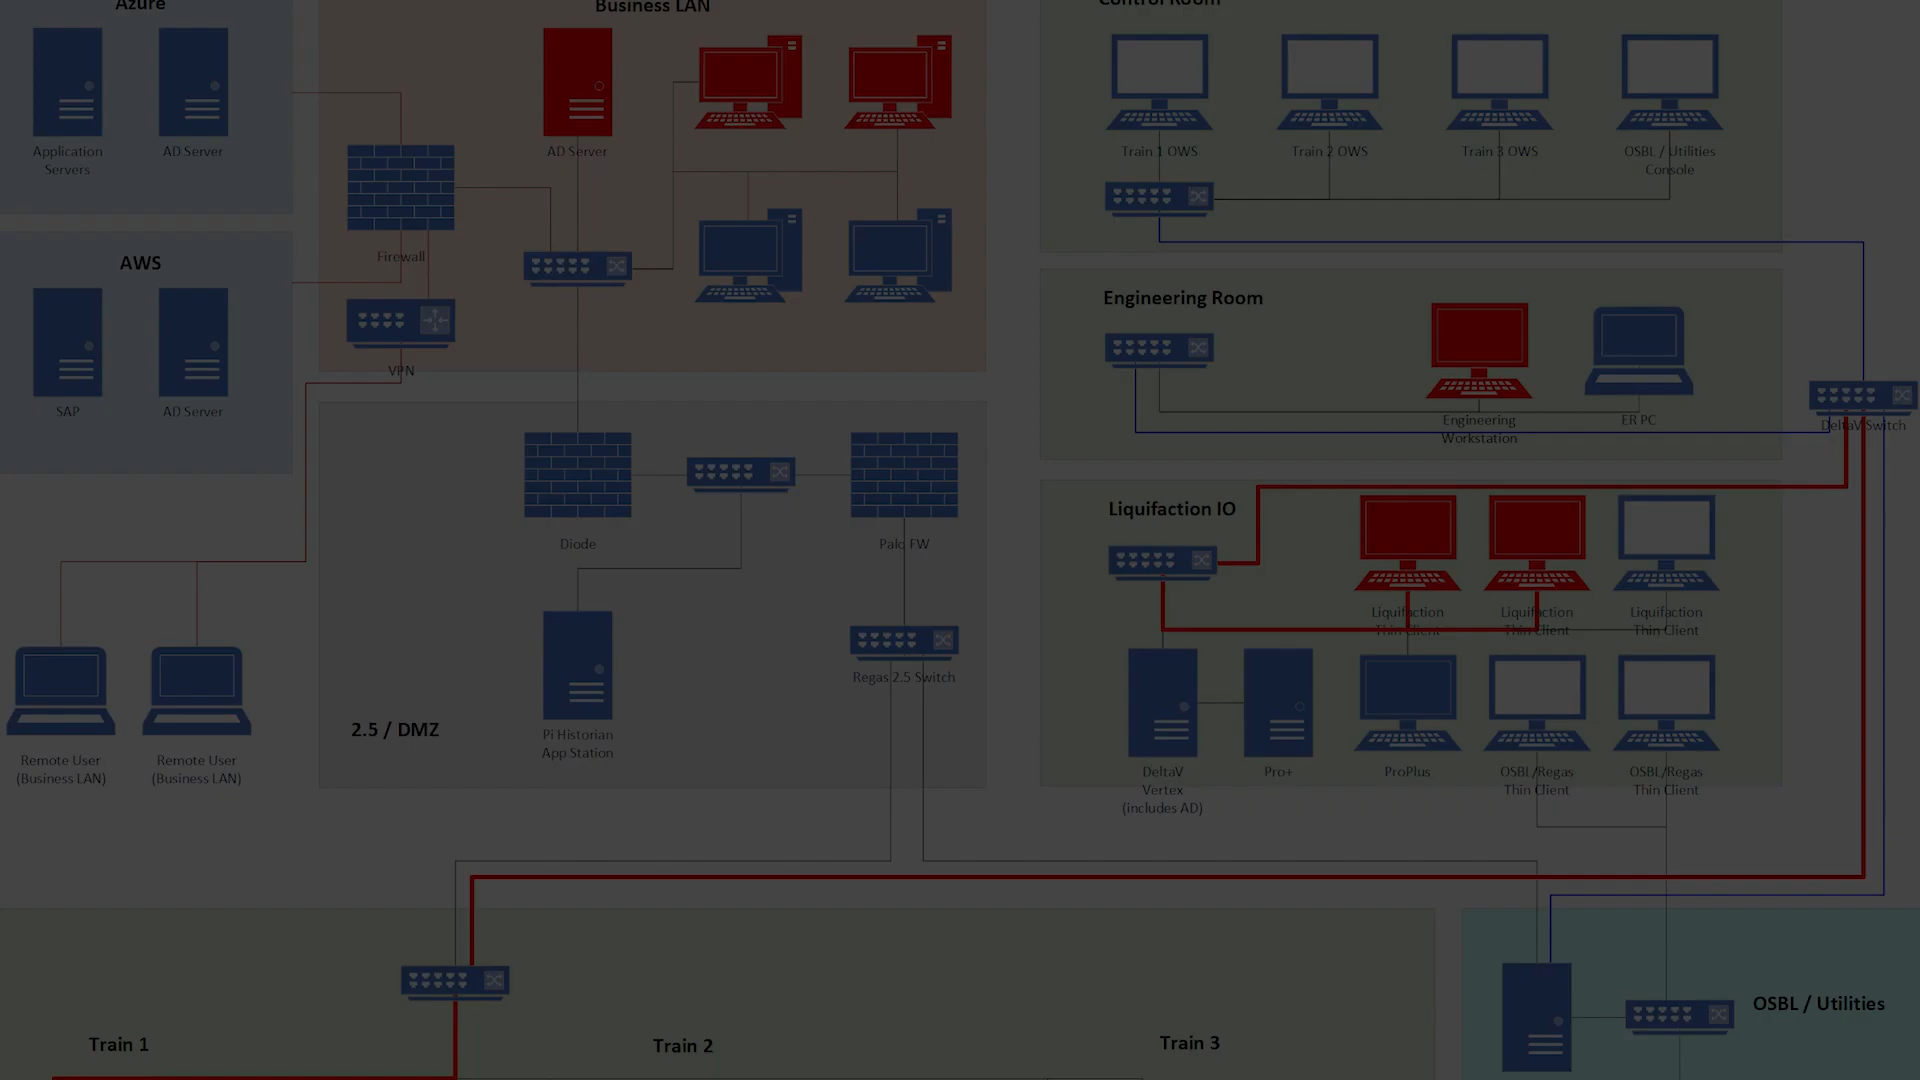 Azure
Application
Servers
AD Server
AWS
SAP
AD Server
Remote User
(Business LAN)
Remote User
(Business LAN)
Business LAN
AD Server
Firewall
VPN
Diode
Palo FW
Regas 2.5 Switch
Pi Historian
App Station
2.5 / DMZ
Control Room
Train 1 OWS
Train 2 OWS
Train 3 OWS
OSBL / Utilities
Console
Engineering Room
Engineering
Workstation
ER PC
DeltaV Switch
Liquifaction IO
Liquifaction
Thin Client
Liquifaction
Thin Client
Liquifaction
Thin Client
DeltaV
Vertex
(includes AD)
Pro+
ProPlus
OSBL/Regas
Thin Client
OSBL/Regas
Thin Client
Train 1
Train 2
Train 3
OSBL / Utilities